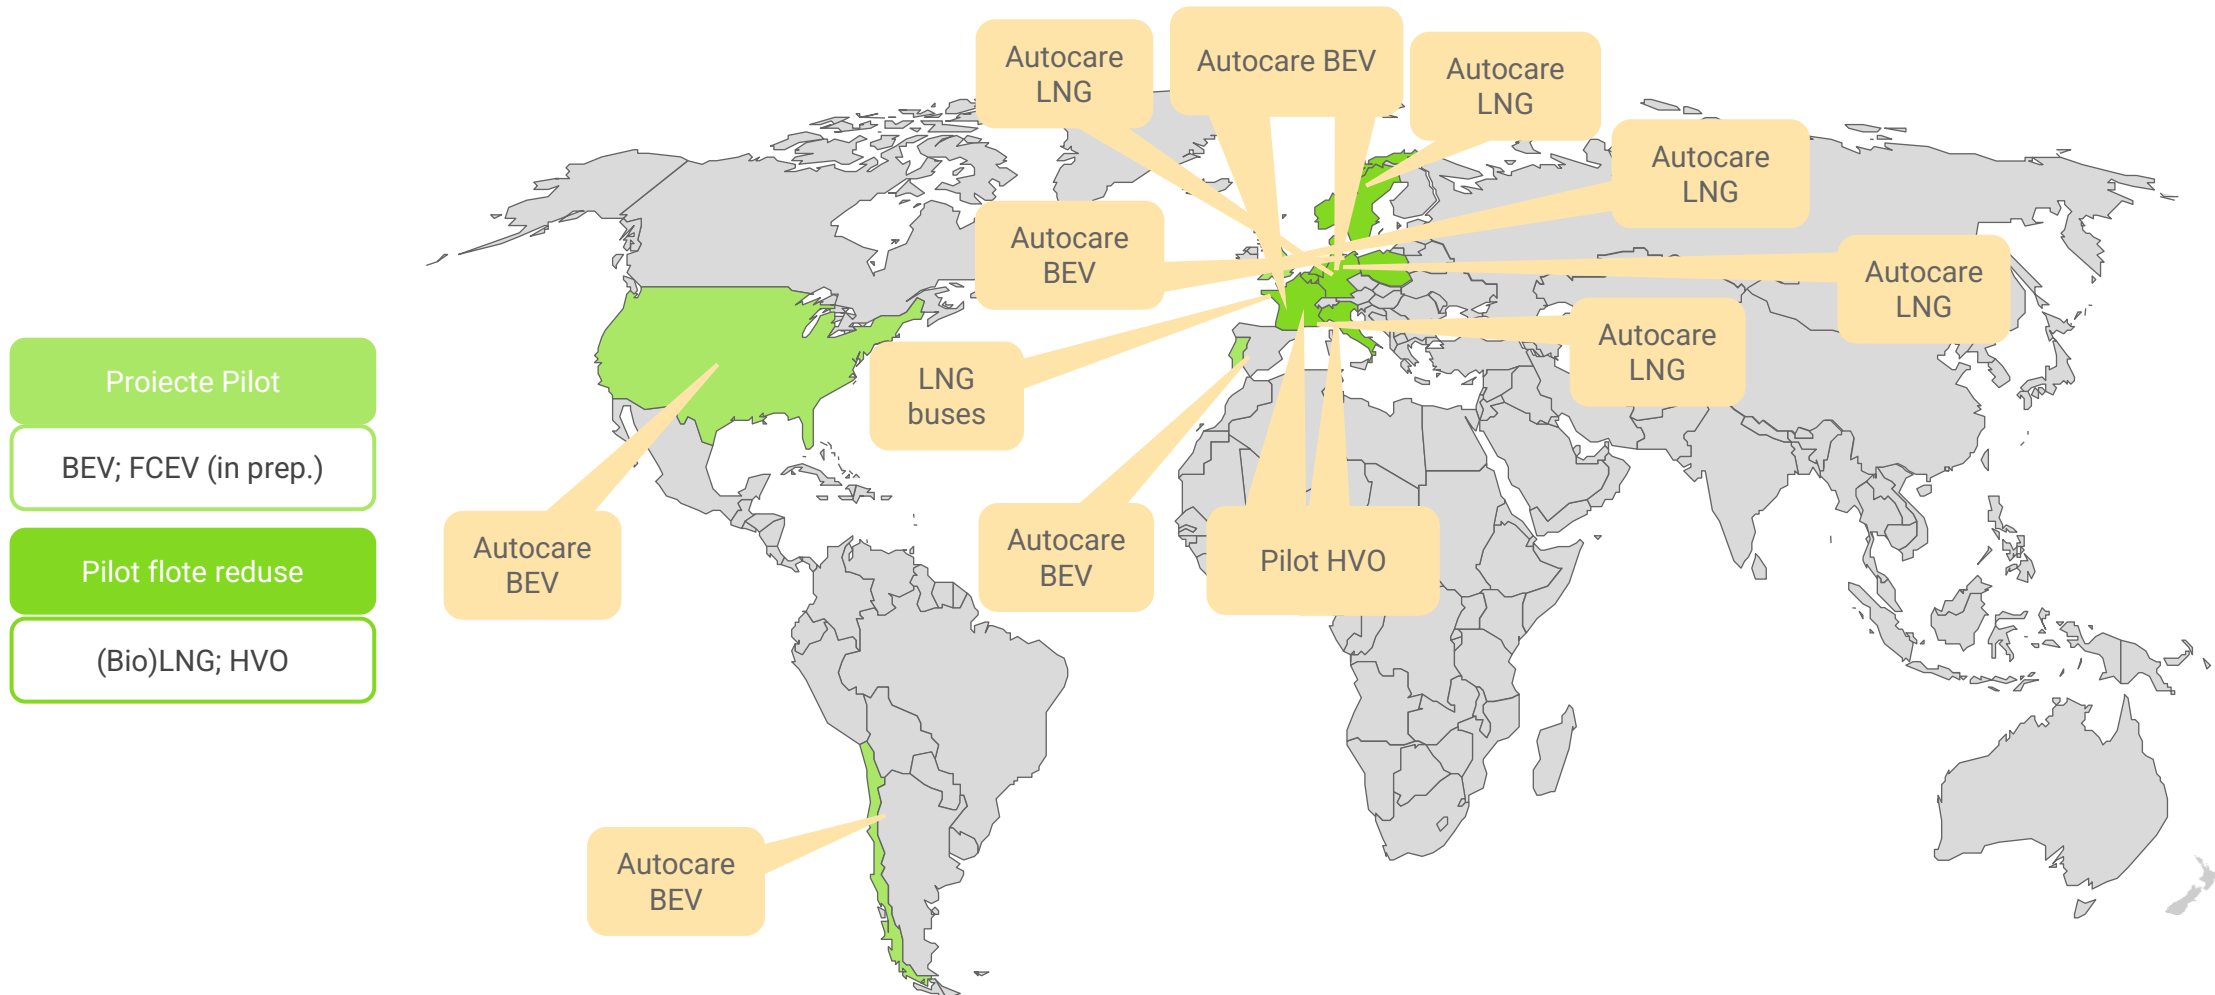 Autocare
LNG
Autocare BEV
Autocare
LNG
Autocare
LNG
Autocare
BEV
Autocare
LNG
Autocare
LNG
LNG
buses
Proiecte Pilot
BEV; FCEV (in prep.)
Pilot flote reduse
(Bio)LNG; HVO
Autocare
BEV
Autocare
BEV
Pilot HVO
Autocare
BEV